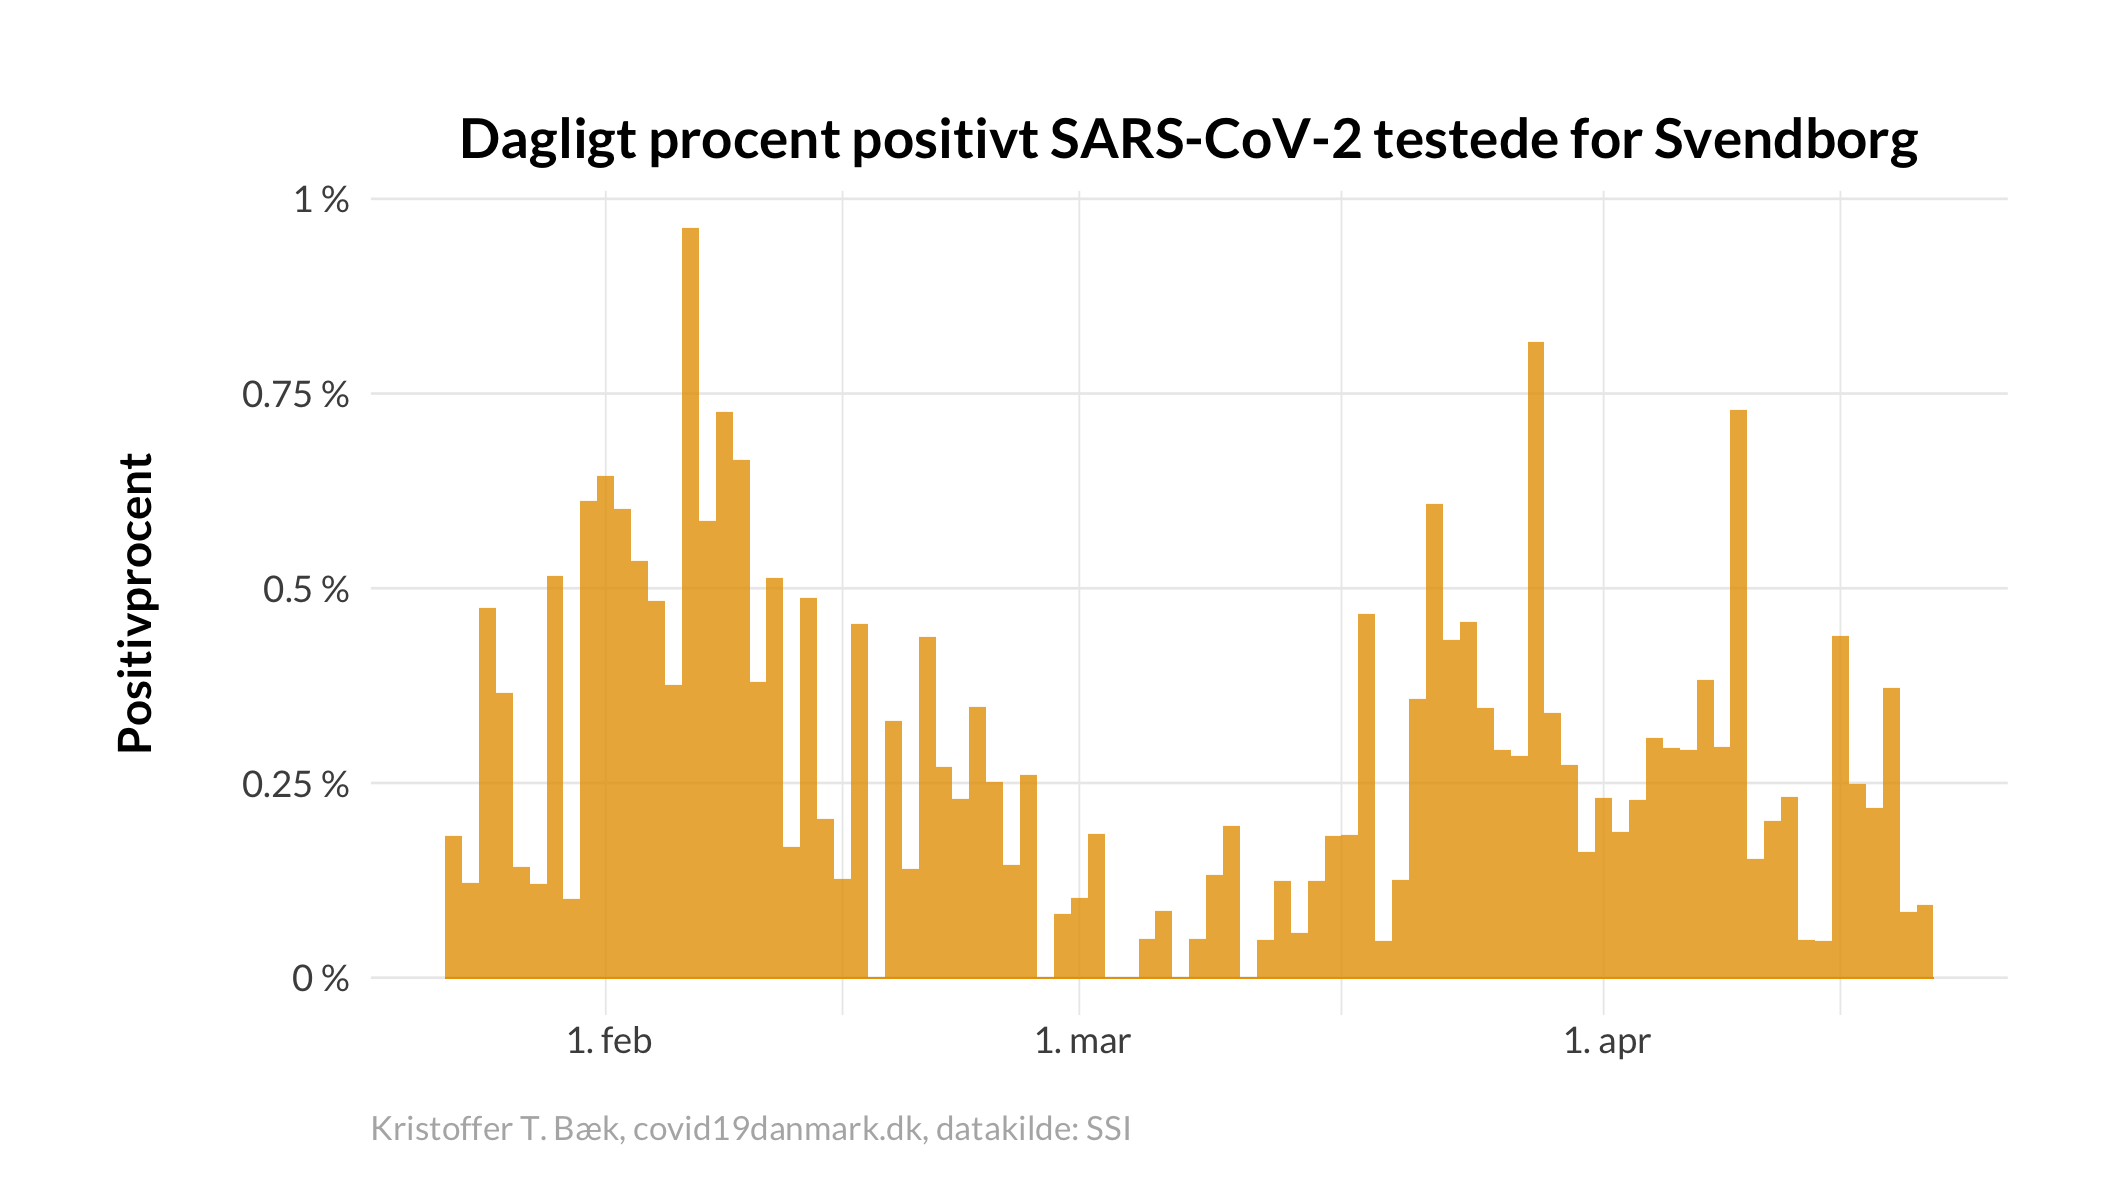 Dagligt procent positivt SARS-CoV-2 testede for Svendborg
1 %
0.75 %
0.5 %
0.25 %
0 %
Positivprocent
1. feb
1. mar
1. apr
Kristoffer T. Bæk, covid19danmark.dk, datakilde: SSI